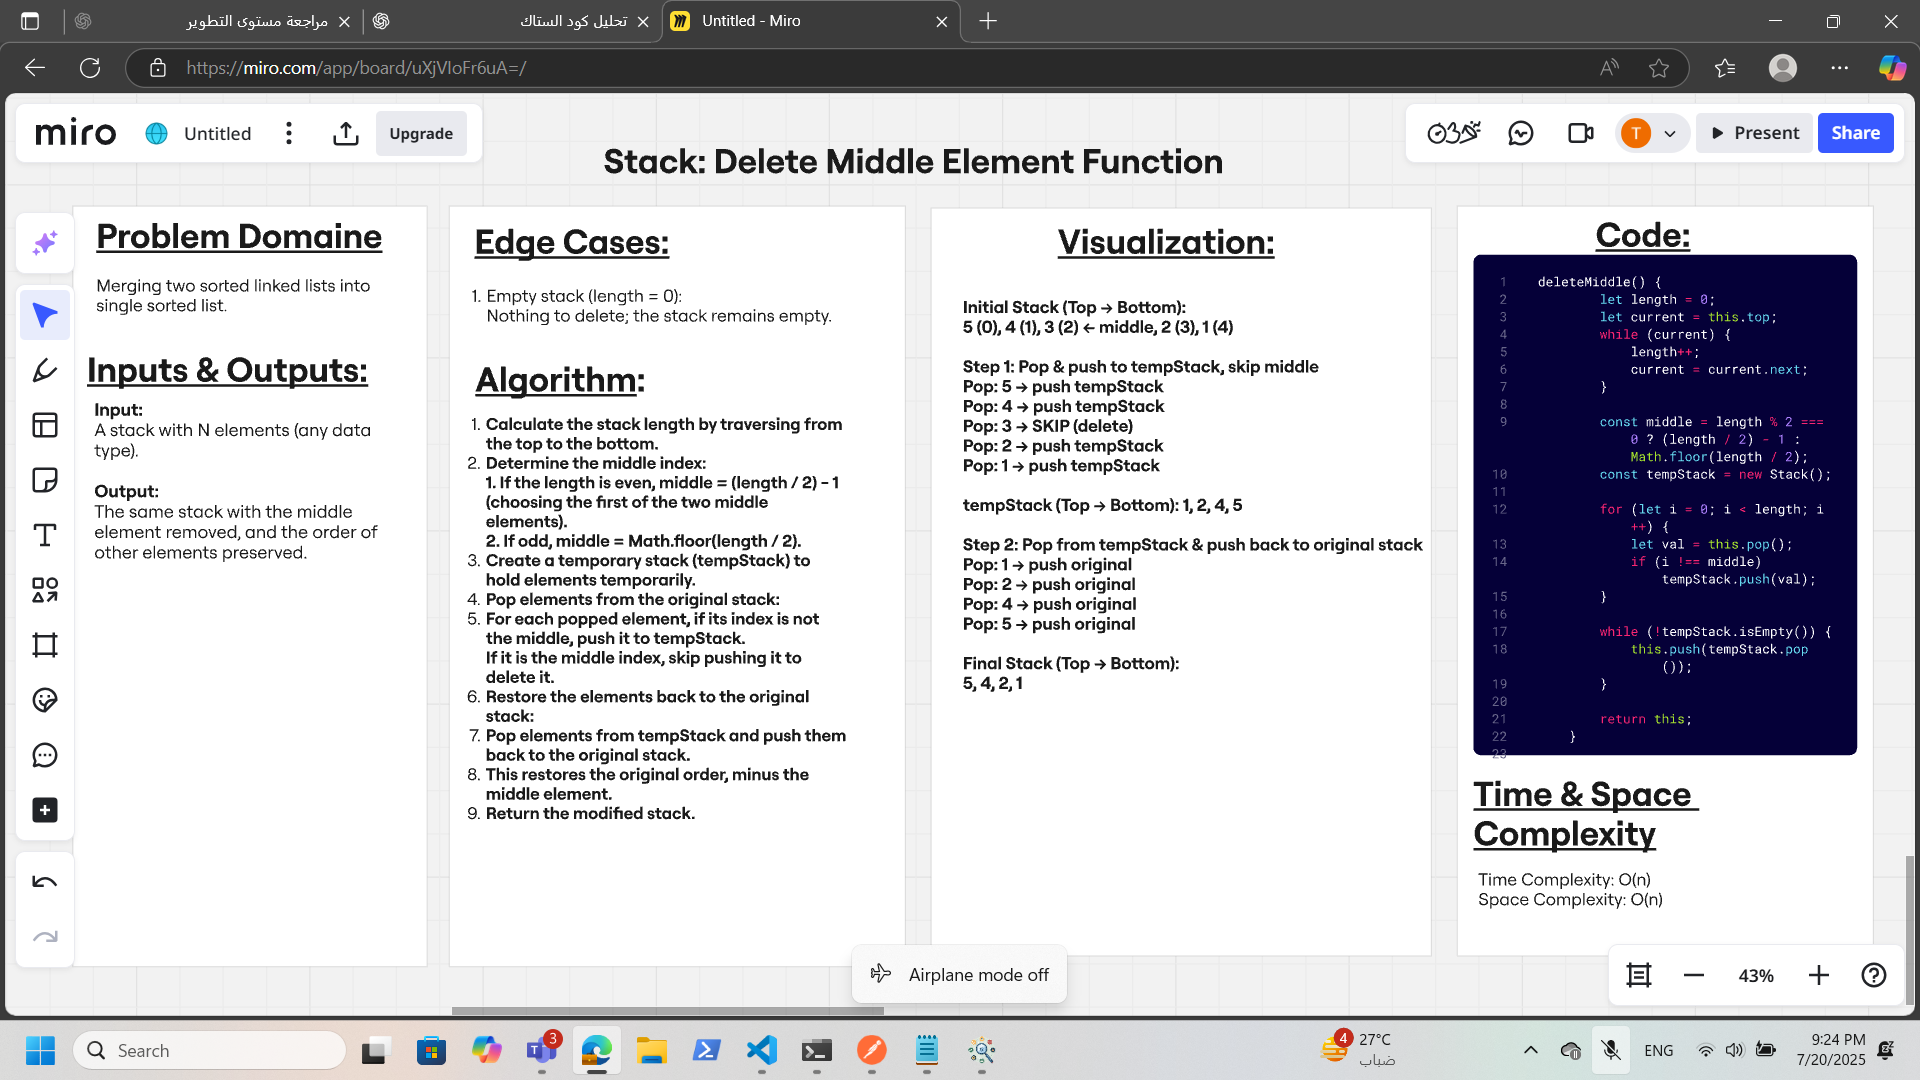 مراجعة مستوى التطوير
تحليل كود الستاك
Untitled - Miro
https://miro.com/app/board/uXjVIoFr6uA=/
miro
Untitled
Upgrade
T
Present
Share
Stack: Delete Middle Element Function
Problem Domaine
Merging two sorted linked lists into
single sorted list.
Inputs & Outputs:
Input:
A stack with N elements (any data
type).
Output:
The same stack with the middle
element removed, and the order of
other elements preserved.
Edge Cases:
1. Empty stack (length = 0):
Nothing to delete; the stack remains empty.
Algorithm:
1. Calculate the stack length by traversing from
the top to the bottom.
2. Determine the middle index:
1. If the length is even, middle = (length / 2) - 1
(choosing the first of the two middle
elements).
2. If odd, middle = Math.floor(length / 2).
3. Create a temporary stack (tempStack) to
hold elements temporarily.
4. Pop elements from the original stack:
5. For each popped element, if its index is not
the middle, push it to tempStack.
If it is the middle index, skip pushing it to
delete it.
6. Restore the elements back to the original
stack:
7. Pop elements from tempStack and push them
back to the original stack.
8. This restores the original order, minus the
middle element.
9. Return the modified stack.
Visualization:
Initial Stack (Top → Bottom):
5 (0), 4 (1), 3 (2) ← middle, 2 (3), 1 (4)
Step 1: Pop & push to tempStack, skip middle
Pop: 5 → push tempStack
Pop: 4 → push tempStack
Pop: 3 → SKIP (delete)
Pop: 2 → push tempStack
Pop: 1 → push tempStack
tempStack (Top → Bottom): 1, 2, 4, 5
Step 2: Pop from tempStack & push back to original stack
Pop: 1 → push original
Pop: 2 → push original
Pop: 4 → push original
Pop: 5 → push original
Final Stack (Top → Bottom):
5, 4, 2, 1
Code:
1 deleteMiddle() {
2 let length = 0;
3 let current = this.top;
4 while (current) {
5 length++;
6 current = current.next;
7 }
8
9 const middle = length % 2 ===
0 ? (length / 2) - 1 :
Math.floor(length / 2);
10 const tempStack = new Stack();
11
12 for (let i = 0; i < length; i
++) {
13 let val = this.pop();
14 if (i !== middle)
tempStack.push(val);
15 }
16
17 while (!tempStack.isEmpty()) {
18 this.push(tempStack.pop
());
19 }
20
21 return this;
22 }
23
Time & Space
Complexity
Time Complexity: O(n)
Space Complexity: O(n)
Airplane mode off
43%
Search
3
4
27°C
ضباب
ENG
9:24 PM
7/20/2025